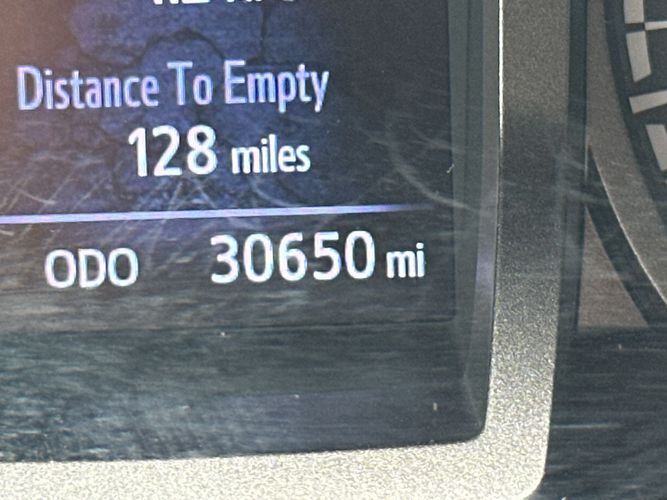 Distance To Empty
128 miles
ODO 30650 mi